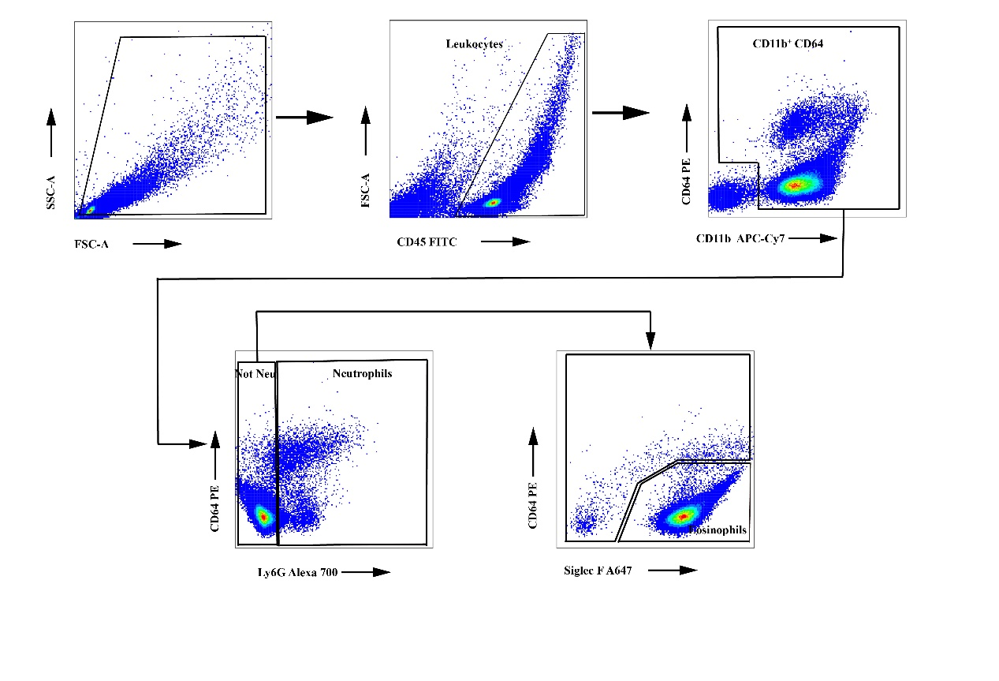 SSC-A
FSC-A
Leukocytes
FSC-A
CD45 FITC
CD11b⁺ CD64
CD64 PE
CD11b APC-Cy7
Not Neu
Neutrophils
CD64 PE
Ly6G Alexa 700
CD64 PE
Eosinophils
Siglec F A647